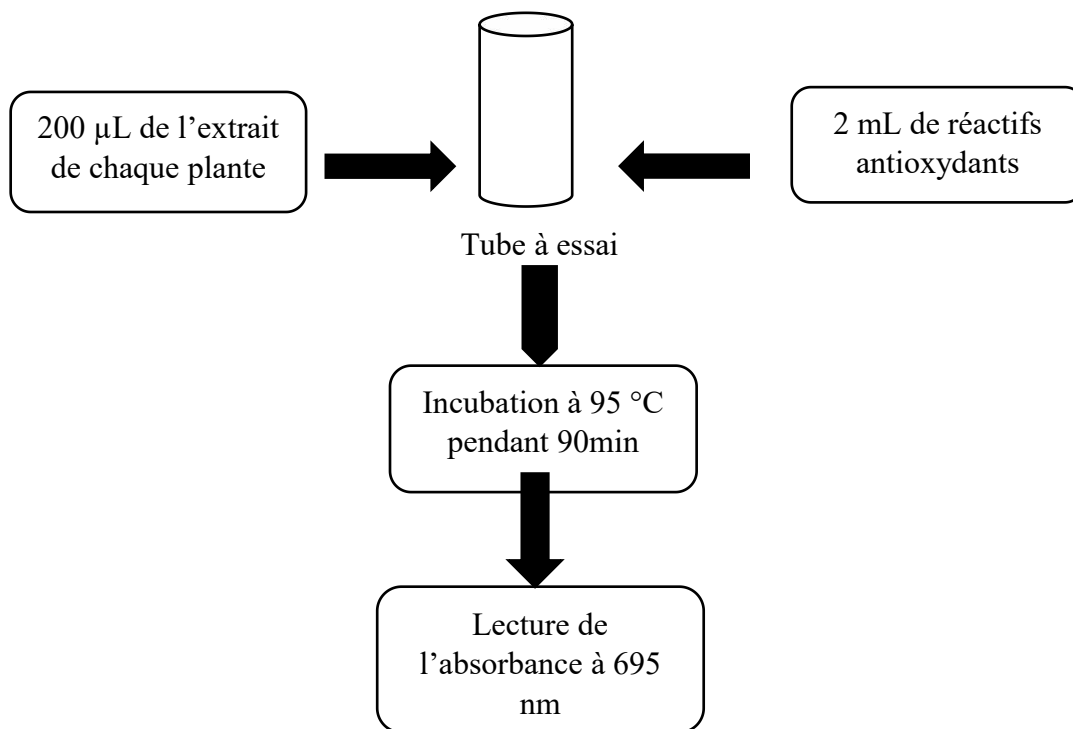 200 µL de l’extrait
de chaque plante
2 mL de réactifs
antioxydants
Tube à essai
Incubation à 95 °C
pendant 90min
Lecture de
l’absorbance à 695
nm